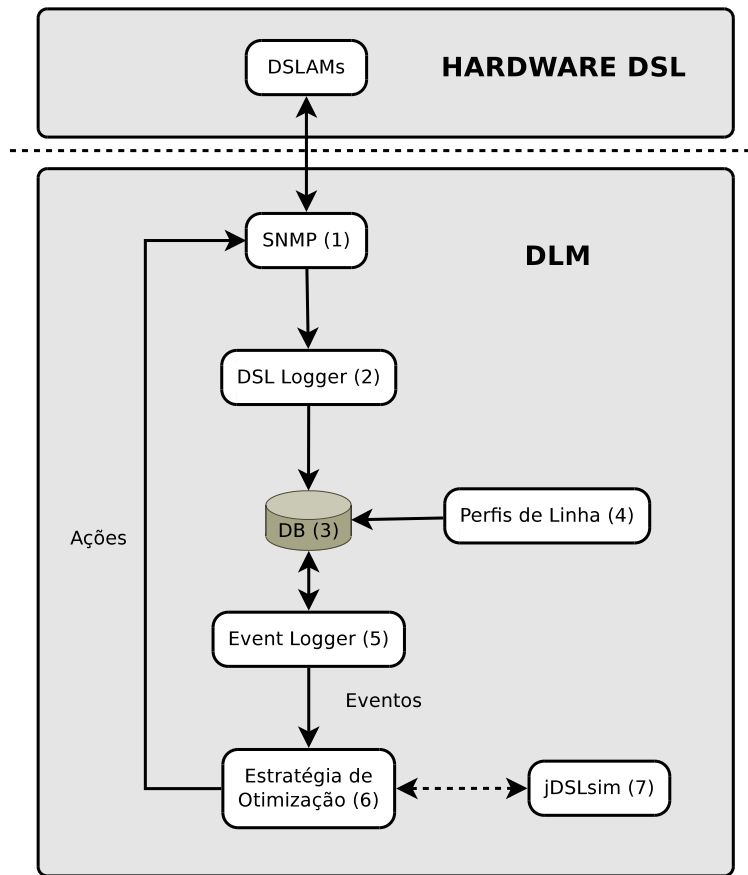 DSLAMs
HARDWARE DSL
SNMP (1)
DLM
DSL Logger (2)
DB (3)
Perfis de Linha (4)
Ações
Event Logger (5)
Eventos
Estratégia de
Otimização (6)
jDSLsim (7)